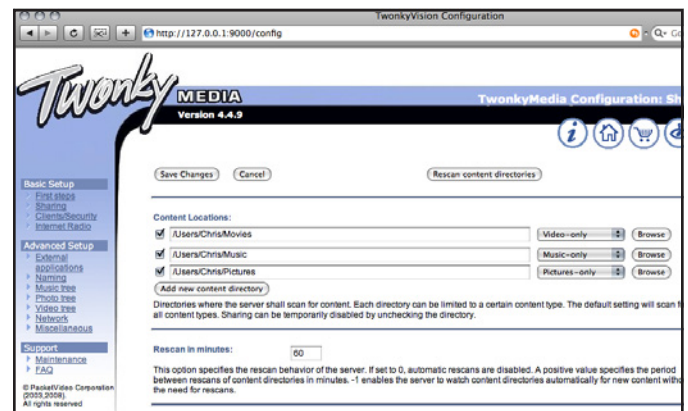 TwonkyVision Configuration
http://127.0.0.1:9000/config
Twonky
MEDIA
Version 4.4.9
TwonkyMedia Configuration:
Save Changes
Cancel
Rescan content directories
Basic Setup
First steps
Sharing
Clients/Security
Internet Radio
Advanced Setup
External applications
Naming
Music tree
Photo tree
Video tree
Network
Miscellaneous
Support
Maintenance
FAQ
© PacketVideo Corporation
(2003,2008).
All rights reserved
Content Locations:
/Users/Chris/Movies
Video-only
Browse
/Users/Chris/Music
Music-only
Browse
/Users/Chris/Pictures
Pictures-only
Browse
Add new content directory
Directories where the server shall scan for content. Each directory can be limited to a certain content type. The default setting will scan
all content types. Sharing can be temporarily disabled by unchecking the directory.
Rescan in minutes:
60
This option specifies the rescan behavior of the server. If set to 0, automatic rescans are disabled. A positive value specifies the period
between rescans of content directories in minutes. -1 enables the server to watch content directories automatically for new content
the need for rescans.